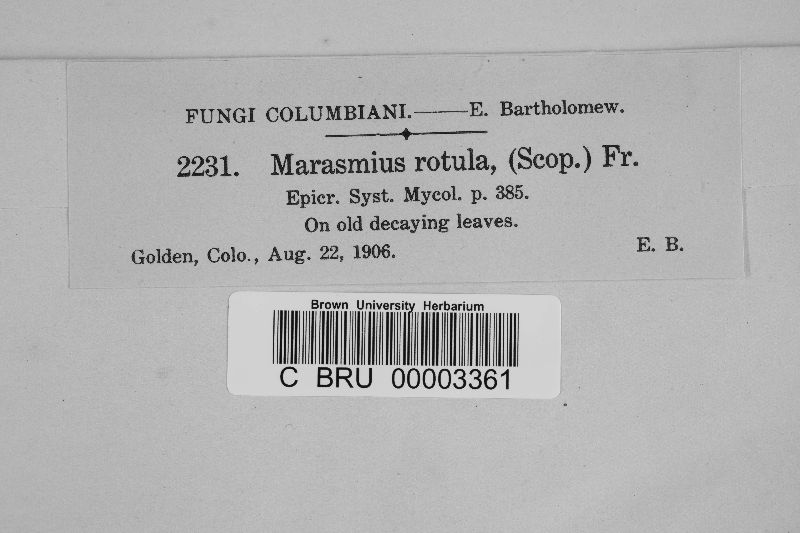 FUNGI COLUMBIANI.——E. Bartholomew.
2231. Marasmius rotula, (Scop.) Fr.
Epicr. Syst. Mycol. p. 385.
On old decaying leaves.
Golden, Colo., Aug. 22, 1906. E. B.
Brown University Herbarium
C BRU 00003361